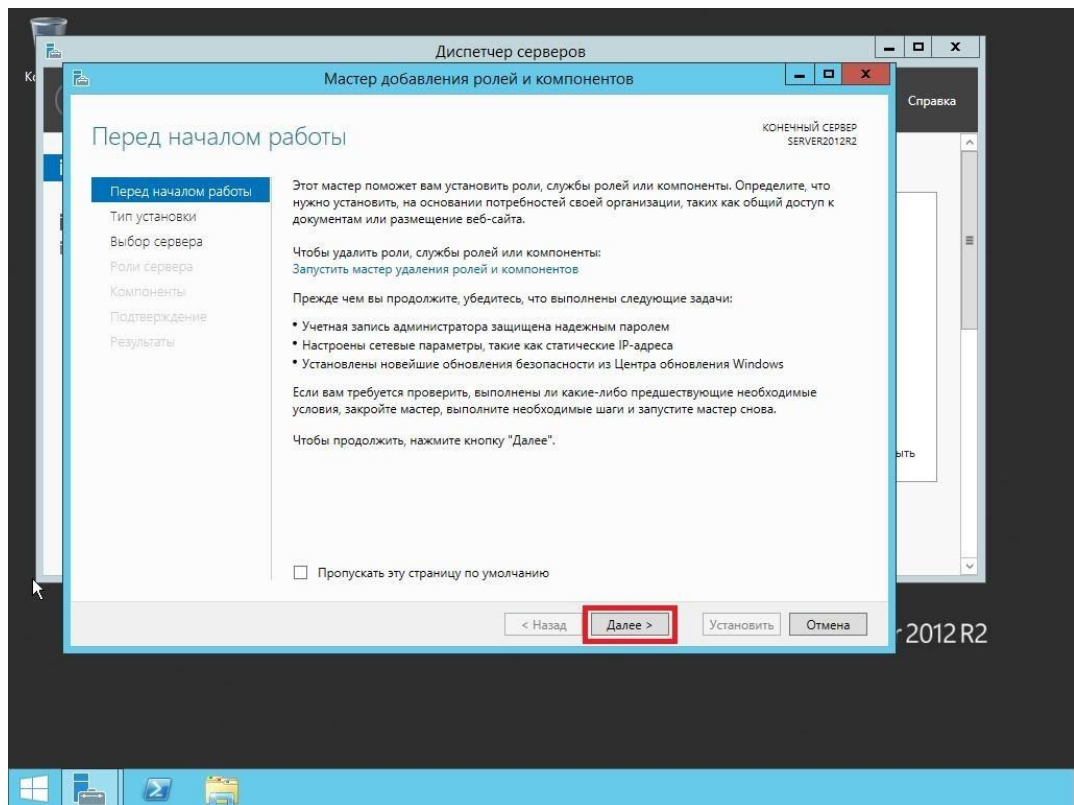 Диспетчер серверов
Мастер добавления ролей и компонентов
Справка
Перед началом работы
КОНЕЧНЫЙ СЕРВЕР
SERVER2012R2
Перед началом работы
Тип установки
Выбор сервера
Роли сервера
Компоненты
Подтверждение
Результаты
Этот мастер поможет вам установить роли, службы ролей или компоненты. Определите, что
нужно установить, на основании потребностей своей организации, таких как общий доступ к
документам или размещение веб-сайта.
Чтобы удалить роли, службы ролей или компоненты:
Запустить мастер удаления ролей и компонентов
Прежде чем вы продолжите, убедитесь, что выполнены следующие задачи:
• Учетная запись администратора защищена надежным паролем
• Настроены сетевые параметры, такие как статические IP-адреса
• Установлены новейшие обновления безопасности из Центра обновления Windows
Если вам требуется проверить, выполнены ли какие-либо предшествующие необходимые
условия, закройте мастер, выполните необходимые шаги и запустите мастер снова.
Чтобы продолжить, нажмите кнопку "Далее".
ыть
Пропускать эту страницу по умолчанию
< Назад Далее > Установить Отмена
2012 R2